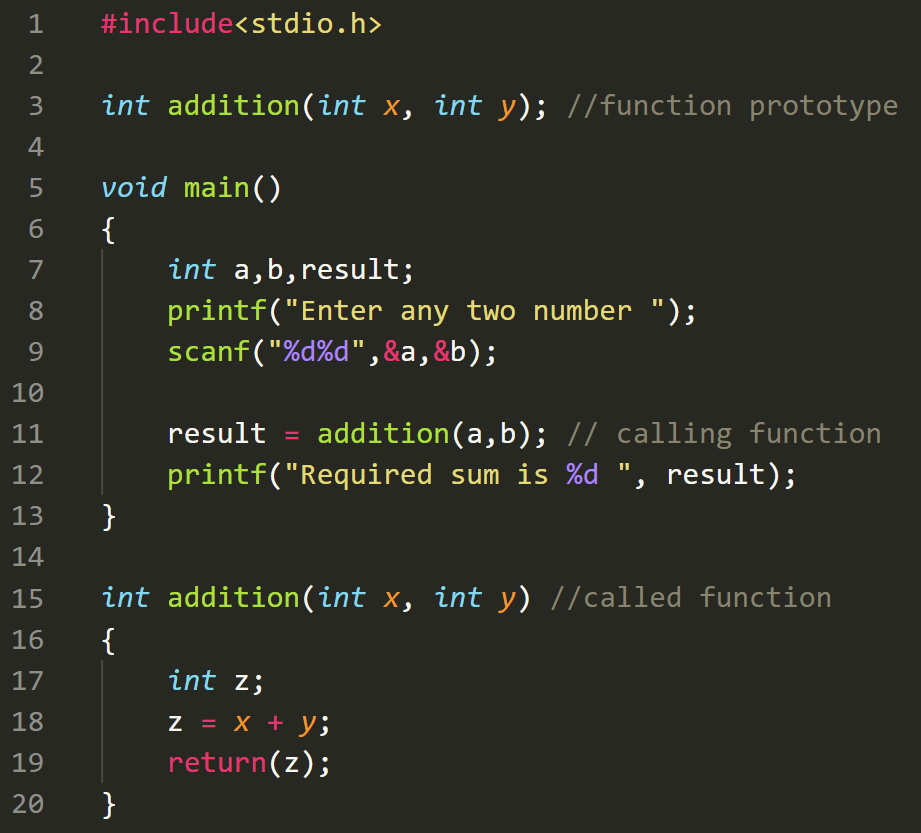 1 #include<stdio.h>
2
3 int addition(int x, int y); //function prototype
4
5 void main()
6 {
7 int a,b,result;
8 printf("Enter any two number ");
9 scanf("%d%d",&a,&b);
10
11 result = addition(a,b); // calling function
12 printf("Required sum is %d ", result);
13 }
14
15 int addition(int x, int y) //called function
16 {
17 int z;
18 z = x + y;
19 return(z);
20 }